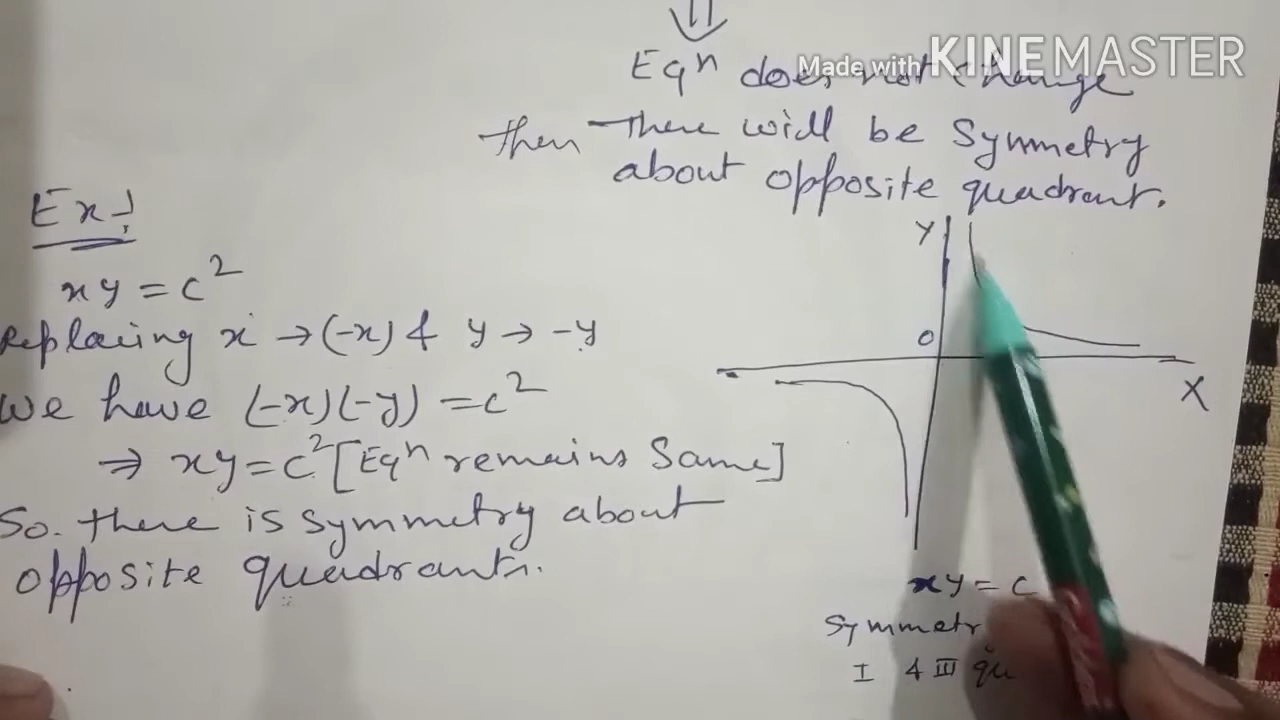 Made with KINEMASTER
Eqn does not change
then there will be Symmetry
about opposite quadrant.
Ex-!
xy = c²
Replacing x → (-x) & y → -y
We have (-x)(-y) = c²
⇒ xy = c² [Eqn remains Same]
So. there is symmetry about
opposite quadrants.
Y
O
X
xy = c
Symmetr
I & III qu